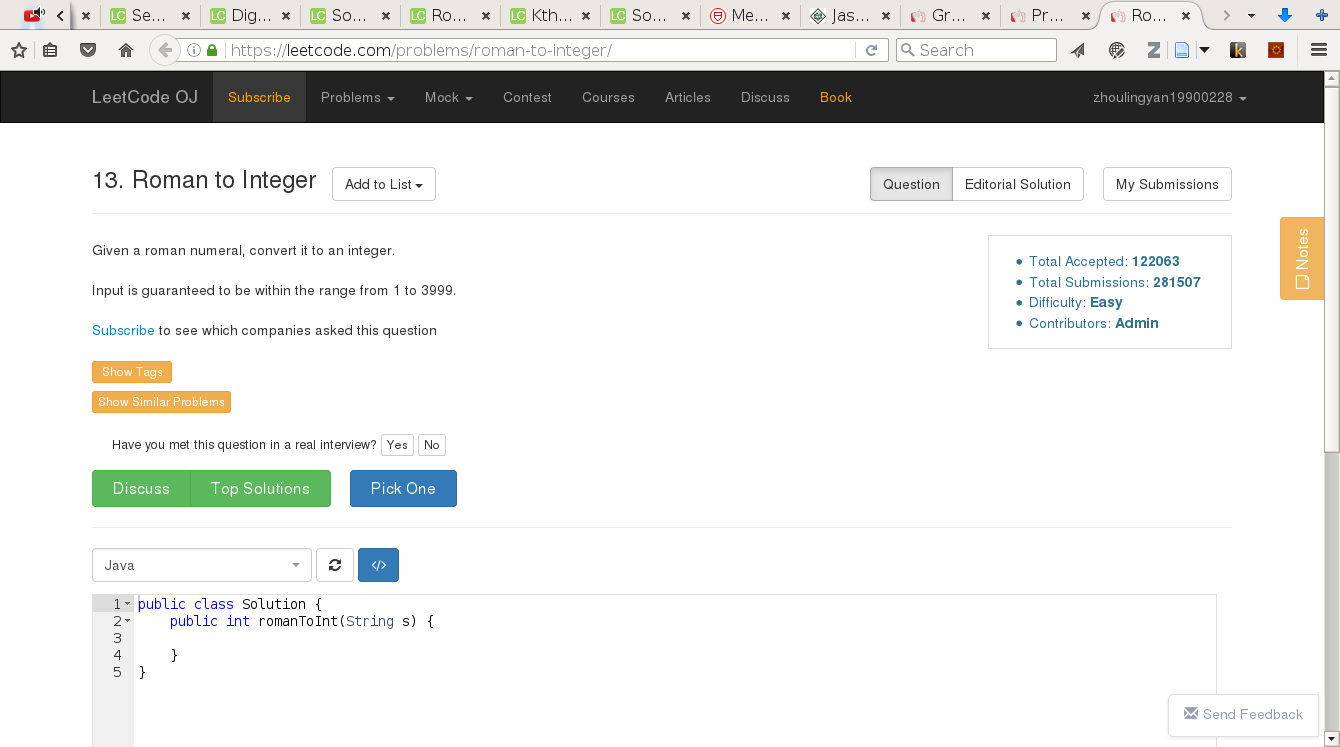 Se... Dig... So... Ro... Kth... So... Me... Jas... Gr... Pr... Ro...
https://leetcode.com/problems/roman-to-integer/ Search
LeetCode OJ Subscribe Problems Mock Contest Courses Articles Discuss Book zhoulingyan19900228
13. Roman to Integer Add to List Question Editorial Solution My Submissions
Given a roman numeral, convert it to an integer.
Input is guaranteed to be within the range from 1 to 3999.
Subscribe to see which companies asked this question
Total Accepted: 122063
Total Submissions: 281507
Difficulty: Easy
Contributors: Admin
Notes
Show Tags
Show Similar Problems
Have you met this question in a real interview? Yes No
Discuss Top Solutions Pick One
Java </>
1 public class Solution {
2 public int romanToInt(String s) {
3
4 }
5 }
Send Feedback